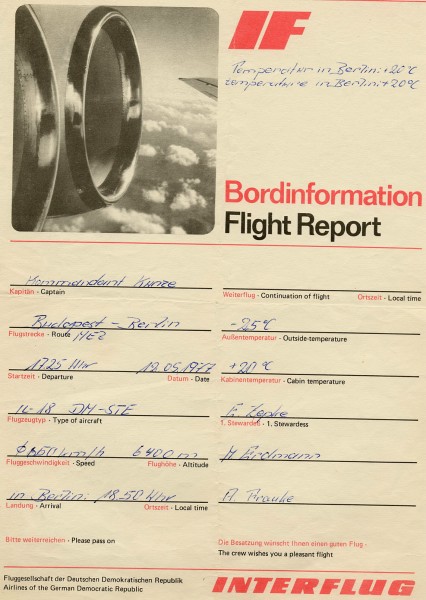 IF
Temperatur in Berlin: +20°C
temperature in Berlin: +20°C
Bordinformation
Flight Report
Kommandant Kunze
Kapitän · Captain
Weiterflug · Continuation of flight Ortszeit · Local time
Budapest – Berlin
Flugstrecke · Route
-25°C
Außentemperatur · Outside-temperature
1725 Uhr 19.05.1977
Startzeit · Departure Datum · Date
+20°C
Kabinentemperatur · Cabin temperature
IL-18 DM-STE
Flugzeugtyp · Type of aircraft
1. Stewardeß · 1. Stewardess
650 km/h 6400 m
Fluggeschwindigkeit · Speed Flughöhe · Altitude
Erdmann
in Berlin: 18.50 Uhr
Landung · Arrival Ortszeit · Local time
Bitte weiterreichen · Please pass on
Die Besatzung wünscht Ihnen einen guten Flug ·
The crew wishes you a pleasant flight
Fluggesellschaft der Deutschen Demokratischen Republik
Airlines of the German Democratic Republic
INTERFLUG